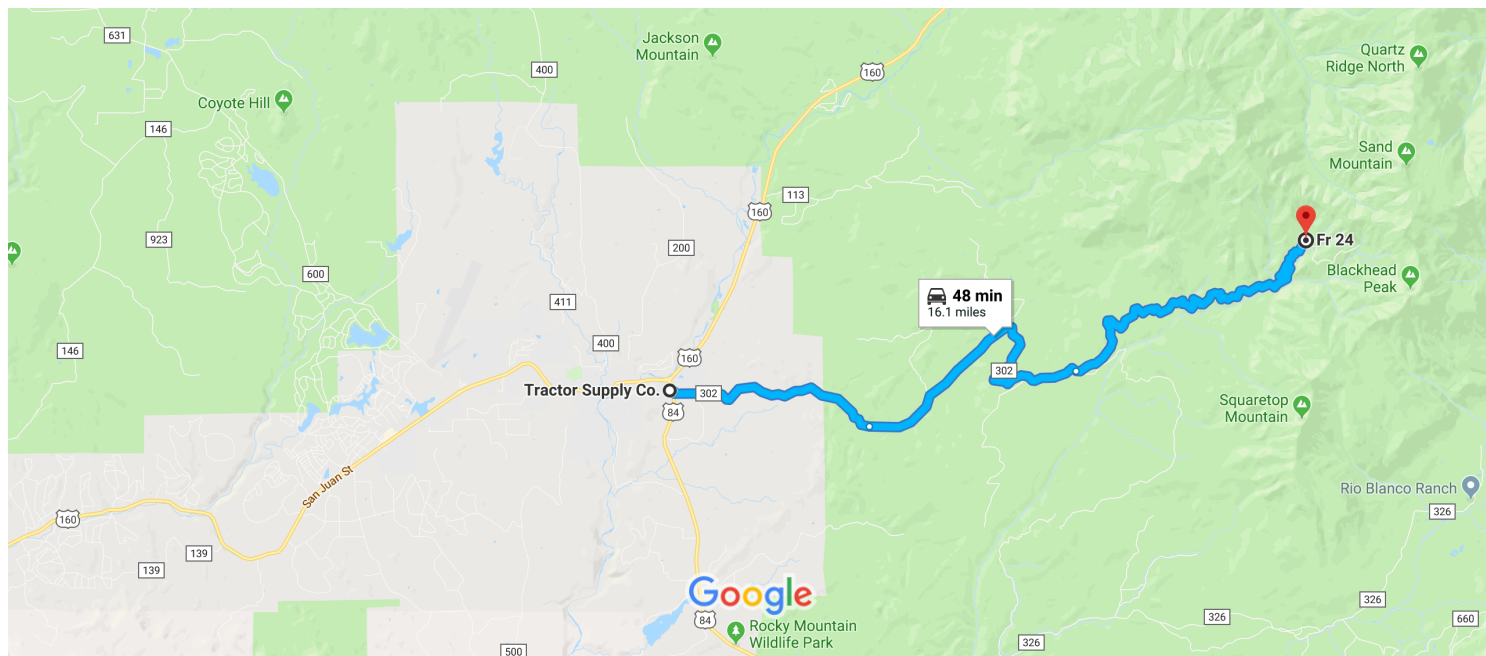 631
Jackson
Mountain
Quartz
Ridge North
400
160
Coyote Hill
146
Sand
Mountain
113
160
923
200
Fr 24
600
Blackhead
Peak
48 min
16.1 miles
411
400
146
160
302
Tractor Supply Co.
302
84
Squaretop
Mountain
San Juan St
Rio Blanco Ranch
326
160
139
139
Google
326
326
84
Rocky Mountain
Wildlife Park
660
326
500